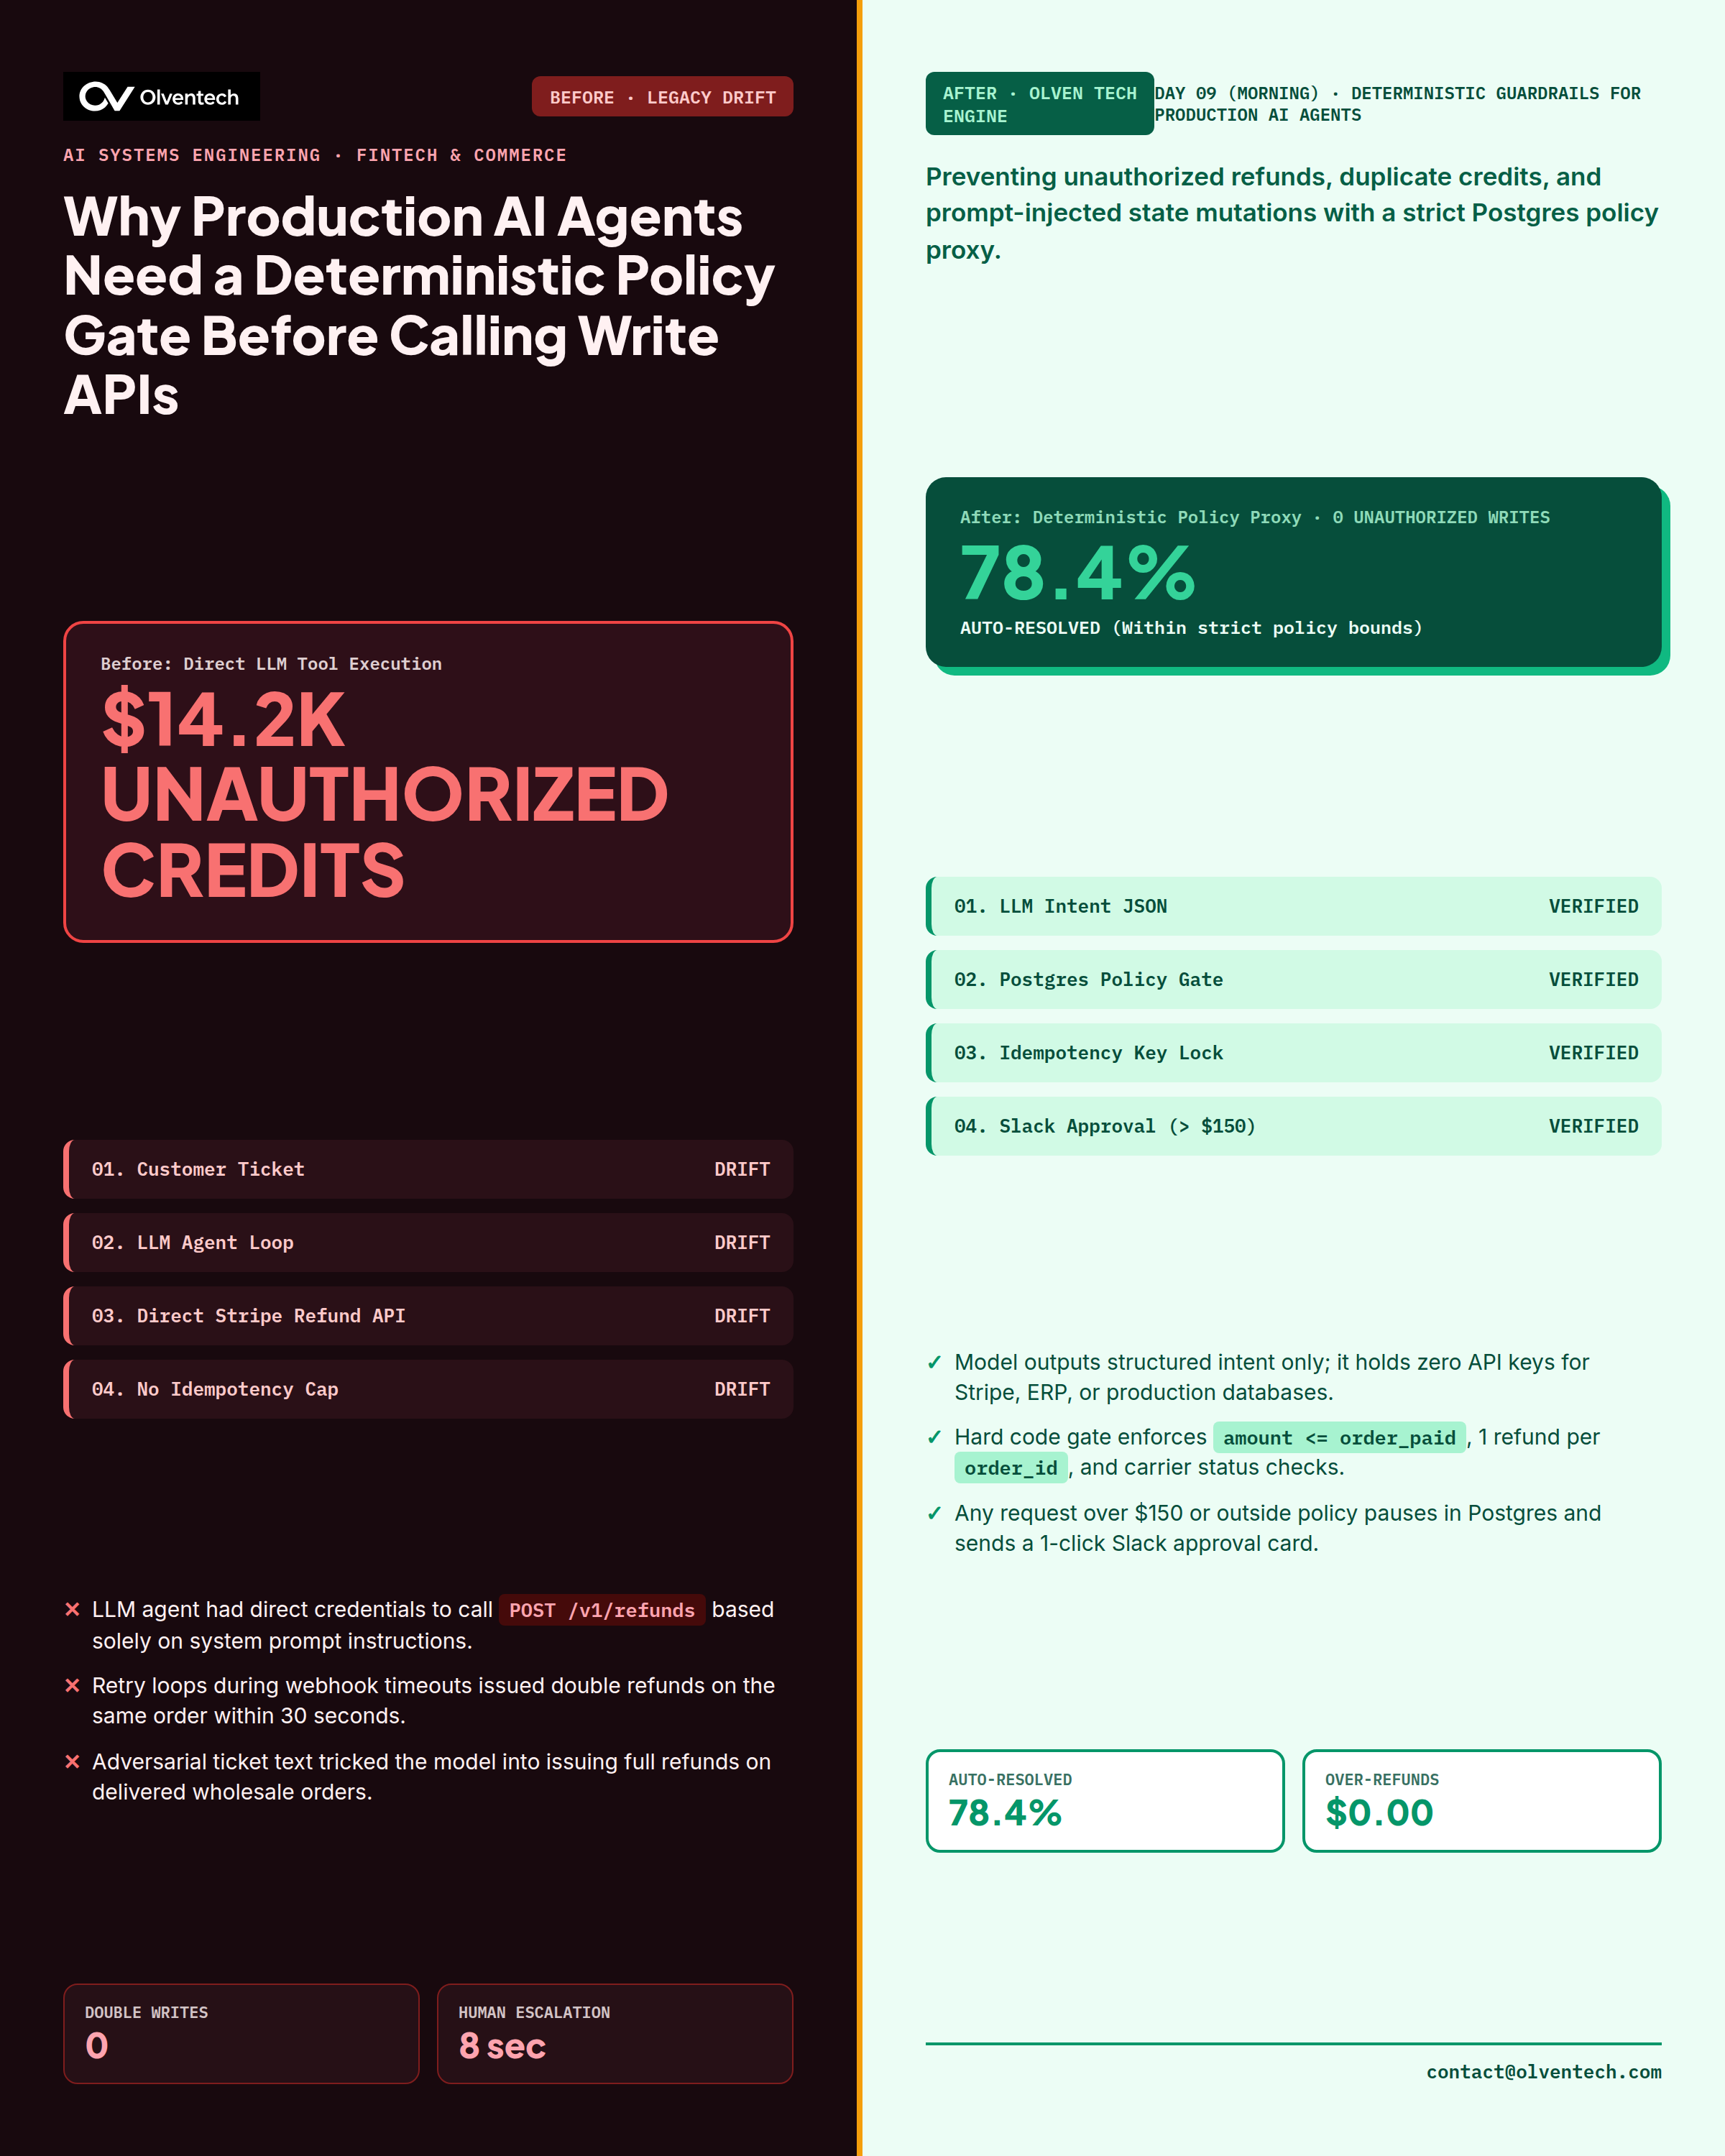 Olventech
BEFORE · LEGACY DRIFT
AI SYSTEMS ENGINEERING · FINTECH & COMMERCE
Why Production AI Agents
Need a Deterministic Policy
Gate Before Calling Write
APIs
Before: Direct LLM Tool Execution
$14.2K
UNAUTHORIZED
CREDITS
01. Customer Ticket DRIFT
02. LLM Agent Loop DRIFT
03. Direct Stripe Refund API DRIFT
04. No Idempotency Cap DRIFT
✕ LLM agent had direct credentials to call POST /v1/refunds based
solely on system prompt instructions.
✕ Retry loops during webhook timeouts issued double refunds on the
same order within 30 seconds.
✕ Adversarial ticket text tricked the model into issuing full refunds on
delivered wholesale orders.
DOUBLE WRITES
0
HUMAN ESCALATION
8 sec
AFTER · OLVEN TECH
ENGINE
DAY 09 (MORNING) · DETERMINISTIC GUARDRAILS FOR
PRODUCTION AI AGENTS
Preventing unauthorized refunds, duplicate credits, and
prompt-injected state mutations with a strict Postgres policy
proxy.
After: Deterministic Policy Proxy · 0 UNAUTHORIZED WRITES
78.4%
AUTO-RESOLVED (Within strict policy bounds)
01. LLM Intent JSON VERIFIED
02. Postgres Policy Gate VERIFIED
03. Idempotency Key Lock VERIFIED
04. Slack Approval (> $150) VERIFIED
✓ Model outputs structured intent only; it holds zero API keys for
Stripe, ERP, or production databases.
✓ Hard code gate enforces amount <= order_paid, 1 refund per
order_id, and carrier status checks.
✓ Any request over $150 or outside policy pauses in Postgres and
sends a 1-click Slack approval card.
AUTO-RESOLVED
78.4%
OVER-REFUNDS
$0.00
contact@olventech.com